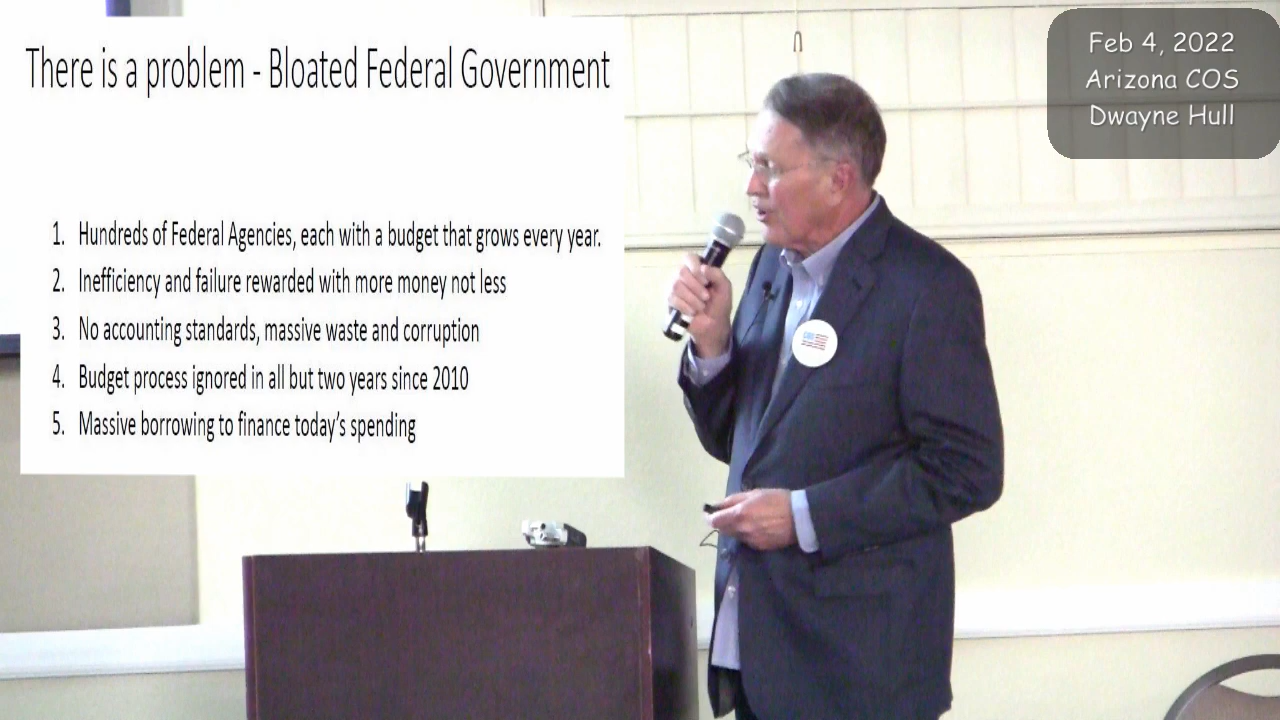 There is a problem - Bloated Federal Government
1. Hundreds of Federal Agencies, each with a budget that grows every year.
2. Inefficiency and failure rewarded with more money not less
3. No accounting standards, massive waste and corruption
4. Budget process ignored in all but two years since 2010
5. Massive borrowing to finance today's spending
Feb 4, 2022
Arizona COS
Dwayne Hull